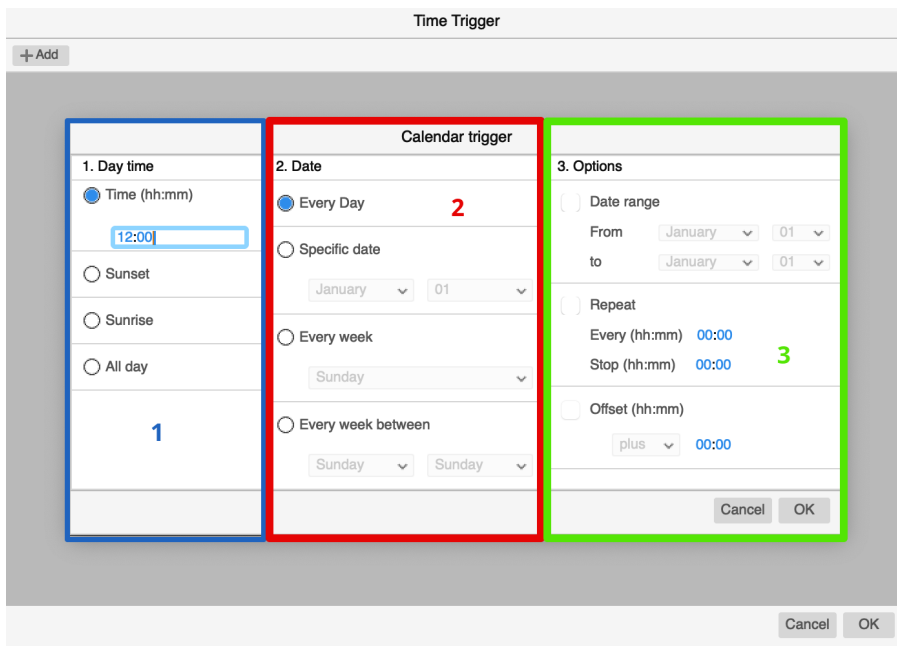 Time Trigger
+ Add
Calendar trigger
1. Day time
Time (hh:mm)
12:00
Sunset
Sunrise
All day
1
2. Date
Every Day
2
Specific date
January 01
Every week
Sunday
Every week between
Sunday Sunday
3. Options
Date range
From January 01
to January 01
Repeat
Every (hh:mm) 00:00
Stop (hh:mm) 00:00
3
Offset (hh:mm)
plus 00:00
Cancel OK
Cancel OK